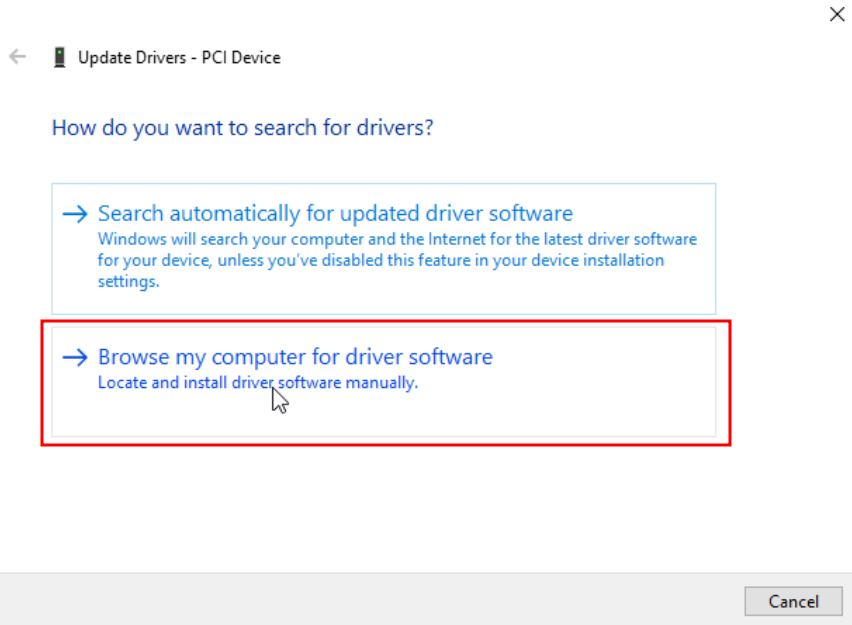 Update Drivers - PCI Device
How do you want to search for drivers?
Search automatically for updated driver software
Windows will search your computer and the Internet for the latest driver software
for your device, unless you've disabled this feature in your device installation
settings.
Browse my computer for driver software
Locate and install driver software manually.
Cancel